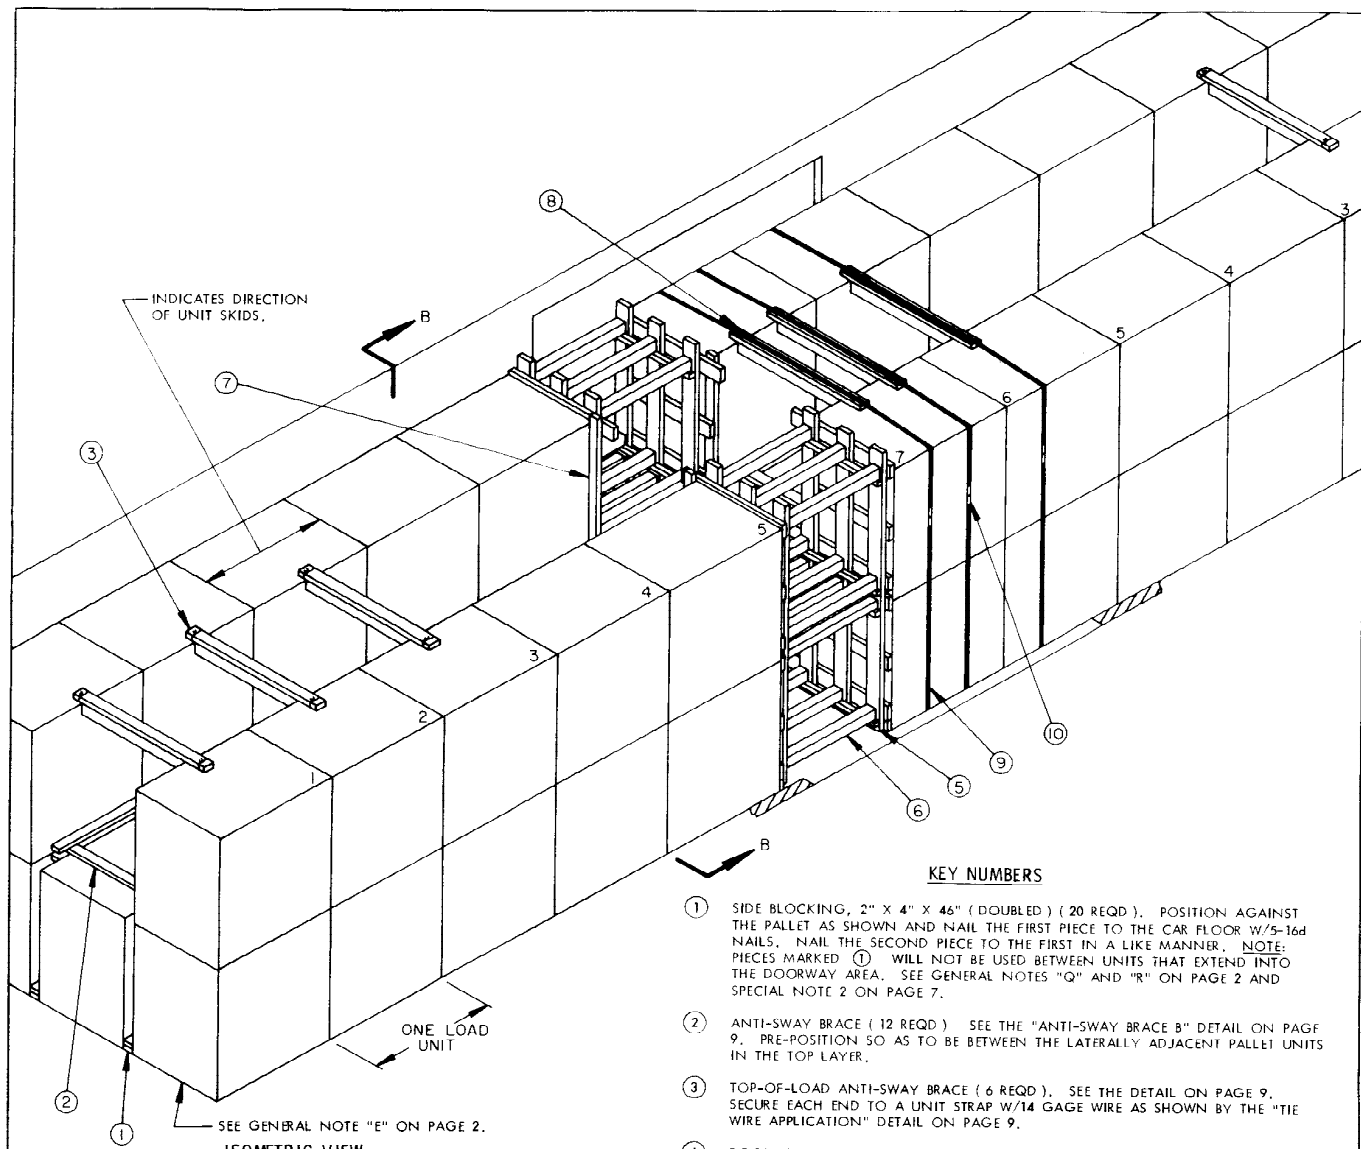 INDICATES DIRECTION
OF UNIT SKIDS.
B
8
7
3
3
4
5
6
7
5
4
3
2
1
10
9
5
6
B
ONE LOAD
UNIT
2
1
SEE GENERAL NOTE "E" ON PAGE 2.
ISOMETRIC VIEW
KEY NUMBERS
1 SIDE BLOCKING, 2" X 4" X 46" (DOUBLED) (20 REQD). POSITION AGAINST
THE PALLET AS SHOWN AND NAIL THE FIRST PIECE TO THE CAR FLOOR W/5-16d
NAILS. NAIL THE SECOND PIECE TO THE FIRST IN A LIKE MANNER. NOTE:
PIECES MARKED 1 WILL NOT BE USED BETWEEN UNITS THAT EXTEND INTO
THE DOORWAY AREA. SEE GENERAL NOTES "Q" AND "R" ON PAGE 2 AND
SPECIAL NOTE 2 ON PAGE 7.
2 ANTI-SWAY BRACE (12 REQD) SEE THE "ANTI-SWAY BRACE B" DETAIL ON PAGE
9. PRE-POSITION SO AS TO BE BETWEEN THE LATERALLY ADJACENT PALLET UNITS
IN THE TOP LAYER.
3 TOP-OF-LOAD ANTI-SWAY BRACE (6 REQD). SEE THE DETAIL ON PAGE 9.
SECURE EACH END TO A UNIT STRAP W/14 GAGE WIRE AS SHOWN BY THE "TIE
WIRE APPLICATION" DETAIL ON PAGE 9.